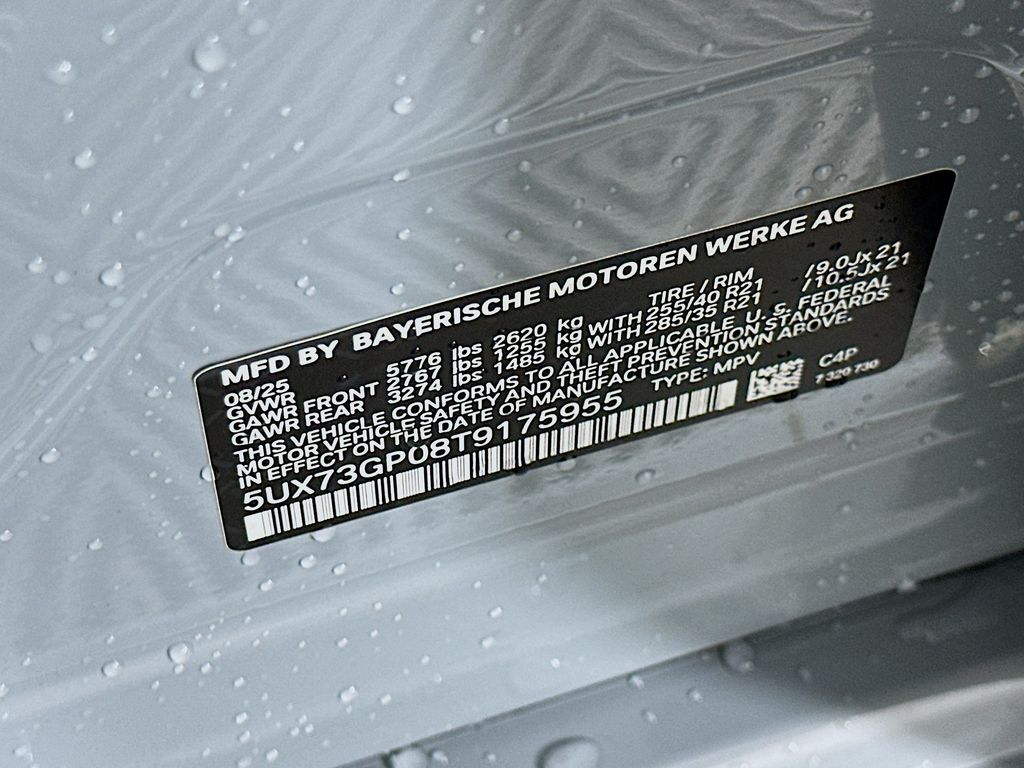 MFD BY BAYERISCHE MOTOREN WERKE AG
08/25 TIRE / RIM
GVWR 5776 lbs 2620 kg
GAWR FRONT 2767 lbs 1255 kg WITH 255/40 R21 / 9.0Jx 21
GAWR REAR 3274 lbs 1485 kg WITH 285/35 R21 / 10.5Jx 21
THIS VEHICLE CONFORMS TO ALL APPLICABLE U. S. FEDERAL
MOTOR VEHICLE SAFETY AND THEFT PREVENTION STANDARDS
IN EFFECT ON THE DATE OF MANUFACTURE SHOWN ABOVE.
5UX73GP08T9175955 TYPE: MPV C4P
7 320 730